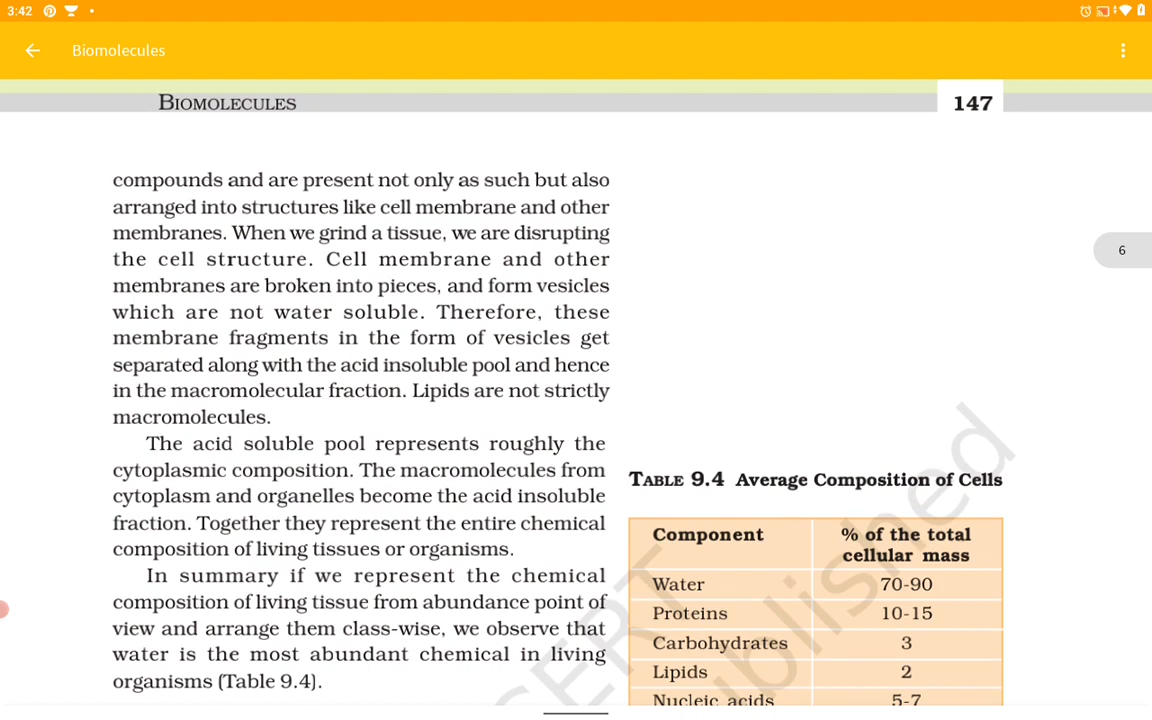 3:42
Biomolecules
BIOMOLECULES
147
compounds and are present not only as such but also
arranged into structures like cell membrane and other
membranes. When we grind a tissue, we are disrupting
the cell structure. Cell membrane and other
membranes are broken into pieces, and form vesicles
which are not water soluble. Therefore, these
membrane fragments in the form of vesicles get
separated along with the acid insoluble pool and hence
in the macromolecular fraction. Lipids are not strictly
macromolecules.
The acid soluble pool represents roughly the
cytoplasmic composition. The macromolecules from
cytoplasm and organelles become the acid insoluble
fraction. Together they represent the entire chemical
composition of living tissues or organisms.
In summary if we represent the chemical
composition of living tissue from abundance point of
view and arrange them class-wise, we observe that
water is the most abundant chemical in living
organisms (Table 9.4).
6
TABLE 9.4 Average Composition of Cells
Component % of the total
cellular mass
Water 70-90
Proteins 10-15
Carbohydrates 3
Lipids 2
Nucleic acids 5-7